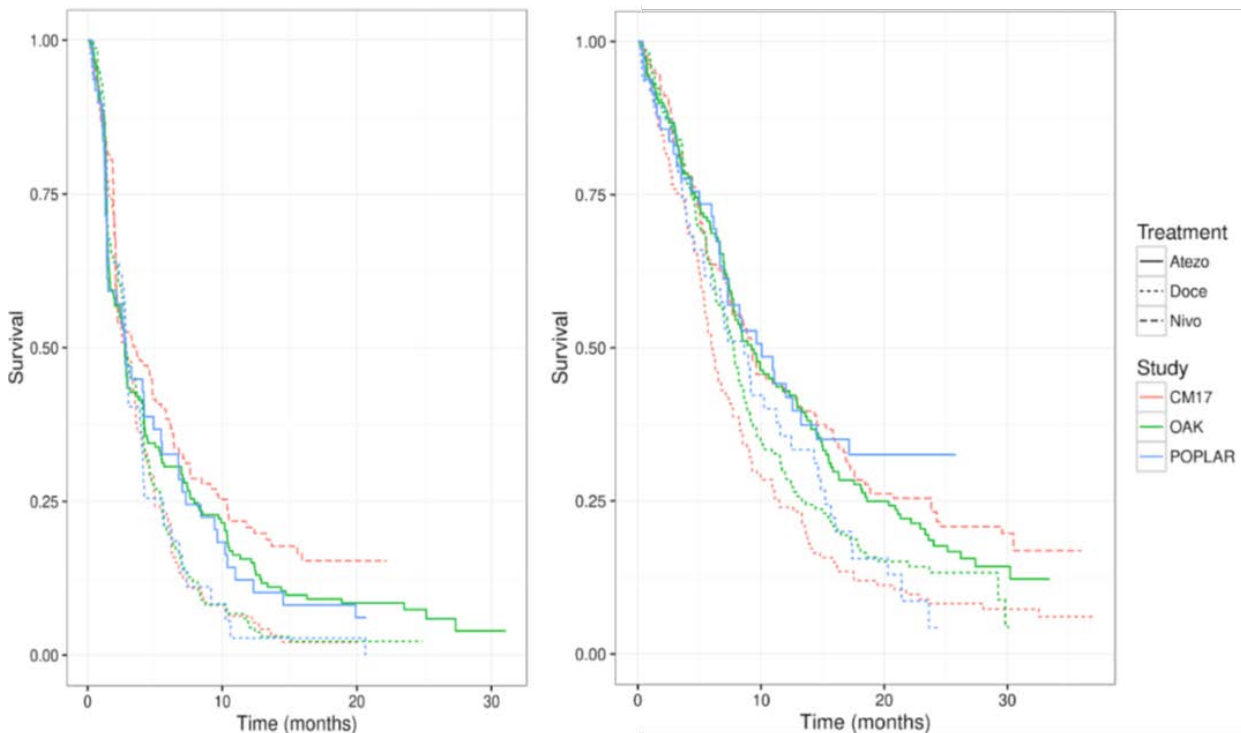 1.00
0.75
0.50
0.25
0.00
Survival
0
10
20
30
Time (months)
1.00
0.75
0.50
0.25
0.00
Survival
0
10
20
30
Time (months)
Treatment
Atezo
Doce
Nivo
Study
CM17
OAK
POPLAR